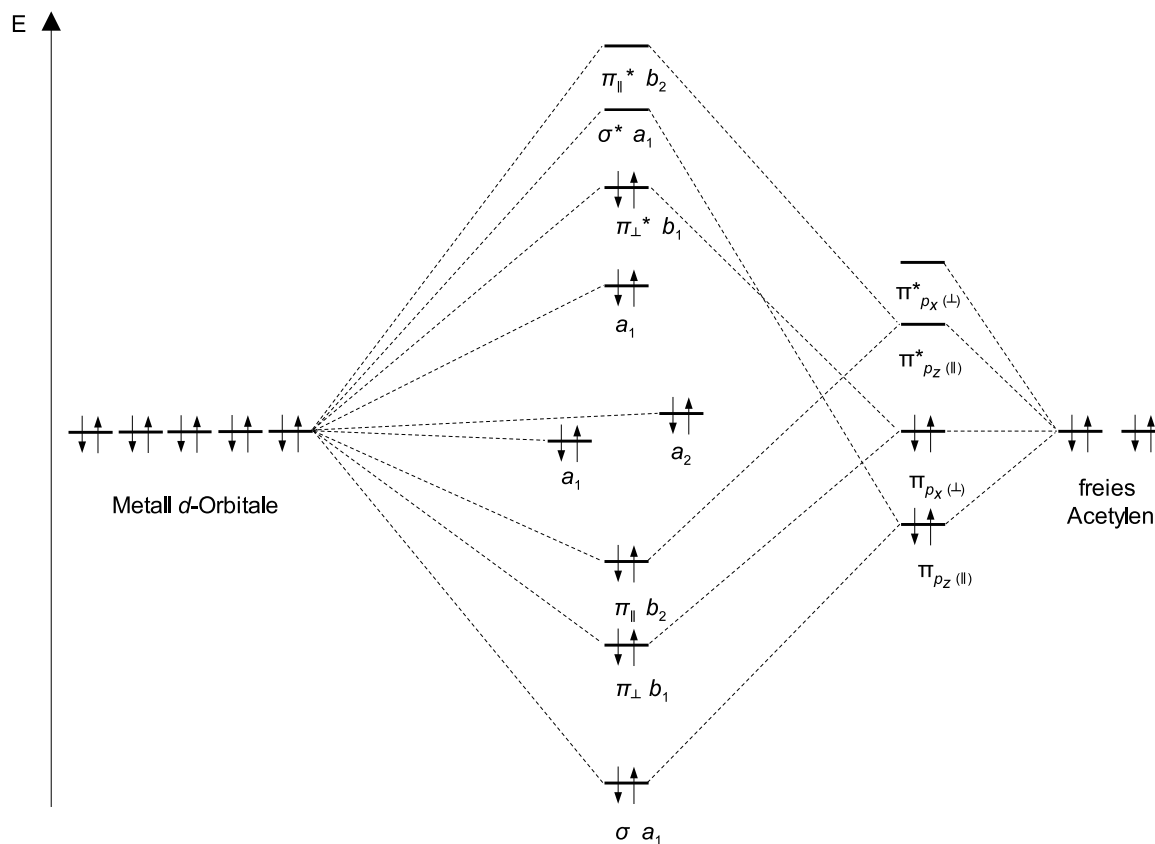 E
π∥* b2
σ* a1
π⊥* b1
a1
π*px (⊥)
π*pz (∥)
a2
a1
πpx (⊥)
Metall d-Orbitale
freies
Acetylen
πpz (∥)
π∥ b2
π⊥ b1
σ a1